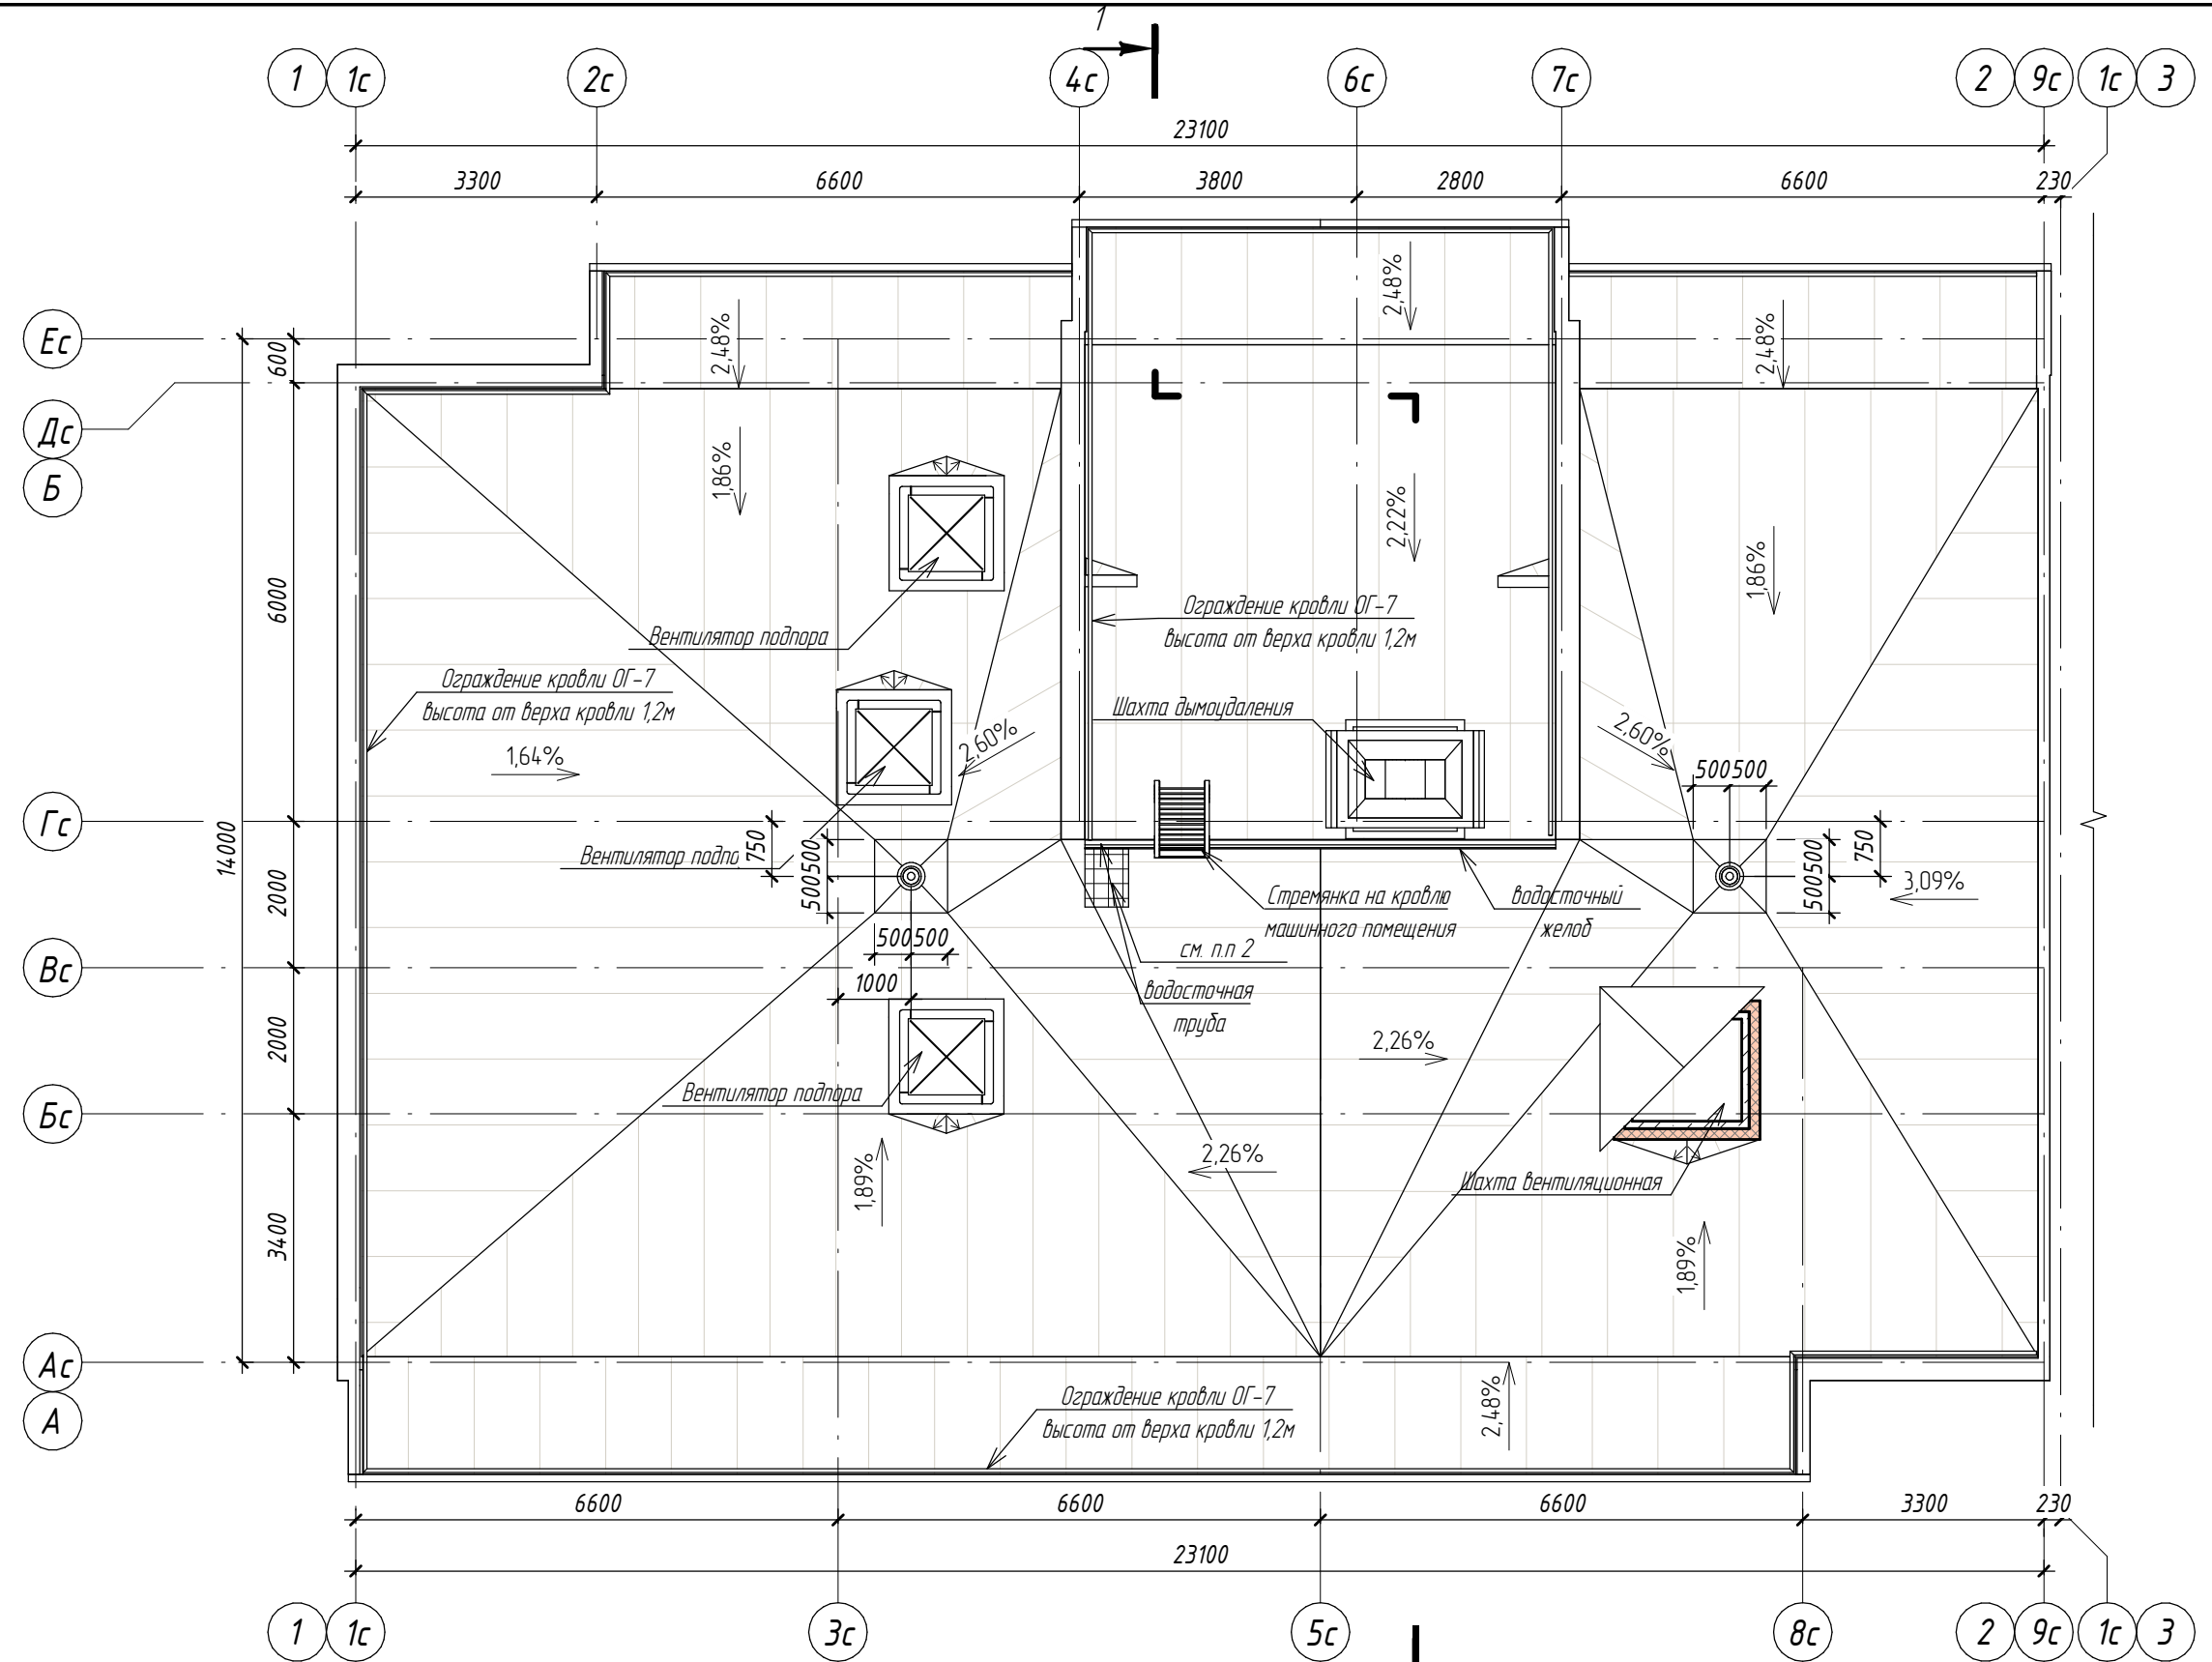 1
1 1с 2с 4с 6с 7с 2 9с 1с 3
23100
3300 6600 3800 2800 6600 230
Ес
Дс
Б
Гс
Вс
Бс
Ас
А
14000
600
6000
2000
2000
3400
2,48%
2,48%
2,48%
1,86%
2,22%
1,86%
Ограждение кровли ОГ-7
высота от верха кровли 1,2м
Вентилятор подпора
Ограждение кровли ОГ-7
высота от верха кровли 1,2м
Шахта дымоудаления
1,64%
2,60%
2,60%
500 500
750
500 500
Вентилятор подпо
750
500 500
3,09%
Стремянка на кровлю
машинного помещения
водосточный
желоб
500 500
см. п.п 2
1000
водосточная
труба
2,26%
Вентилятор подпора
2,26%
1,89%
Шахта вентиляционная
1,89%
Ограждение кровли ОГ-7
высота от верха кровли 1,2м
2,48%
6600 6600 6600 3300 230
23100
1 1с 3с 5с 8с 2 9с 1с 3